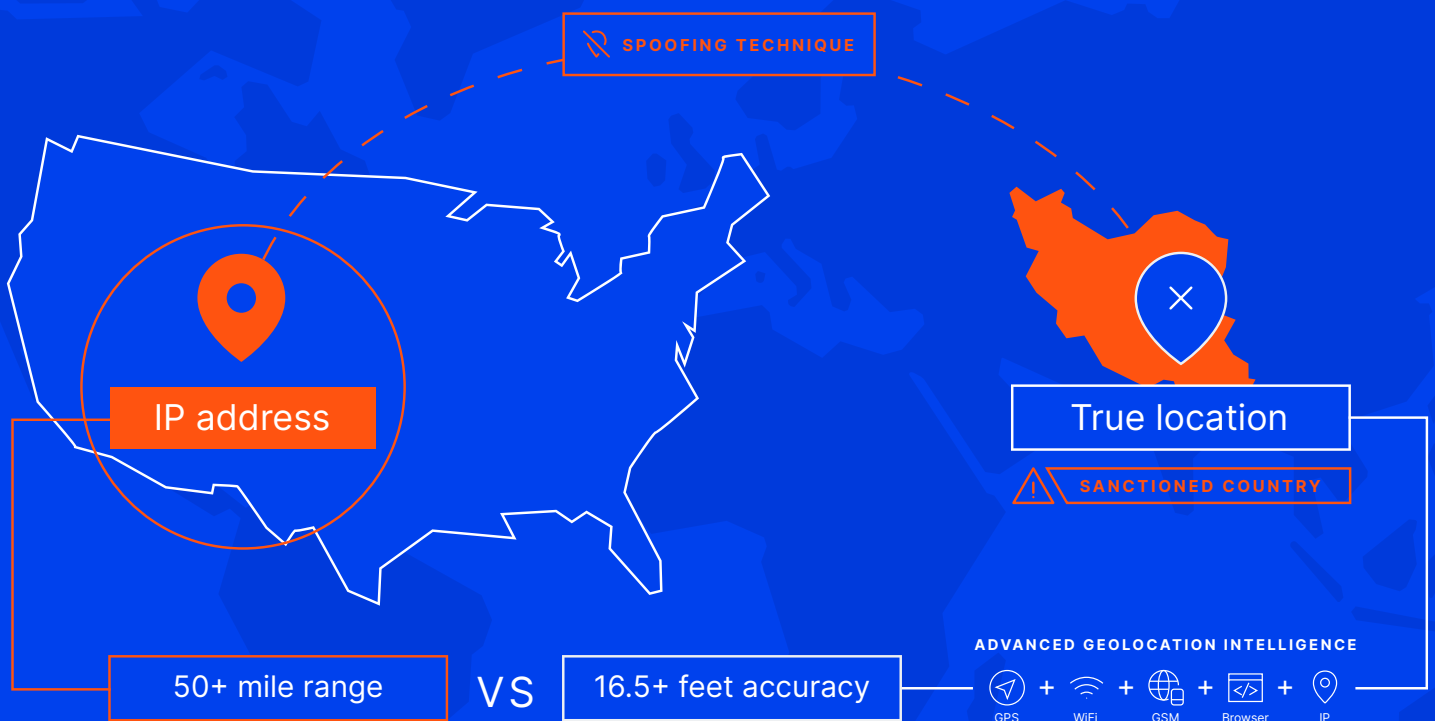 SPOOFING TECHNIQUE
IP address
True location
SANCTIONED COUNTRY
ADVANCED GEOLOCATION INTELLIGENCE
50+ mile range
VS
16.5+ feet accuracy
GPS + WiFi + GSM + Browser + IP